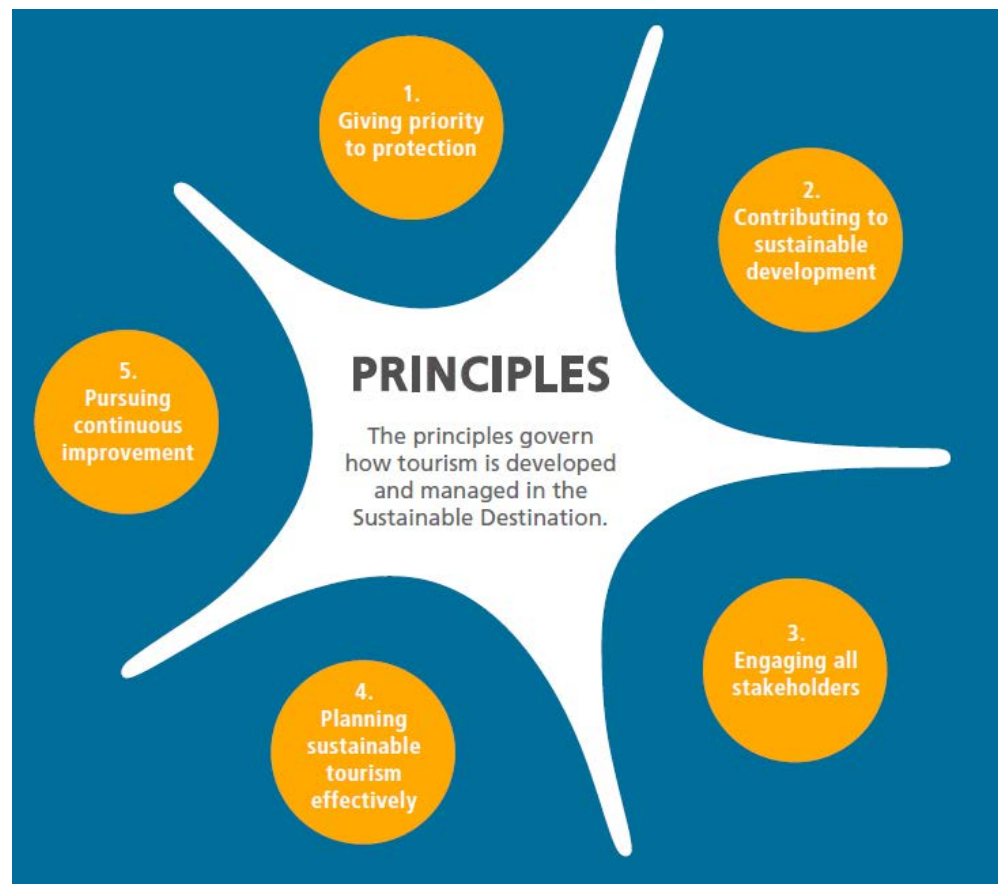 1.
Giving priority
to protection
2.
Contributing to
sustainable
development
PRINCIPLES
The principles govern
how tourism is developed
and managed in the
Sustainable Destination.
5.
Pursuing
continuous
improvement
3.
Engaging all
stakeholders
4.
Planning
sustainable
tourism
effectively